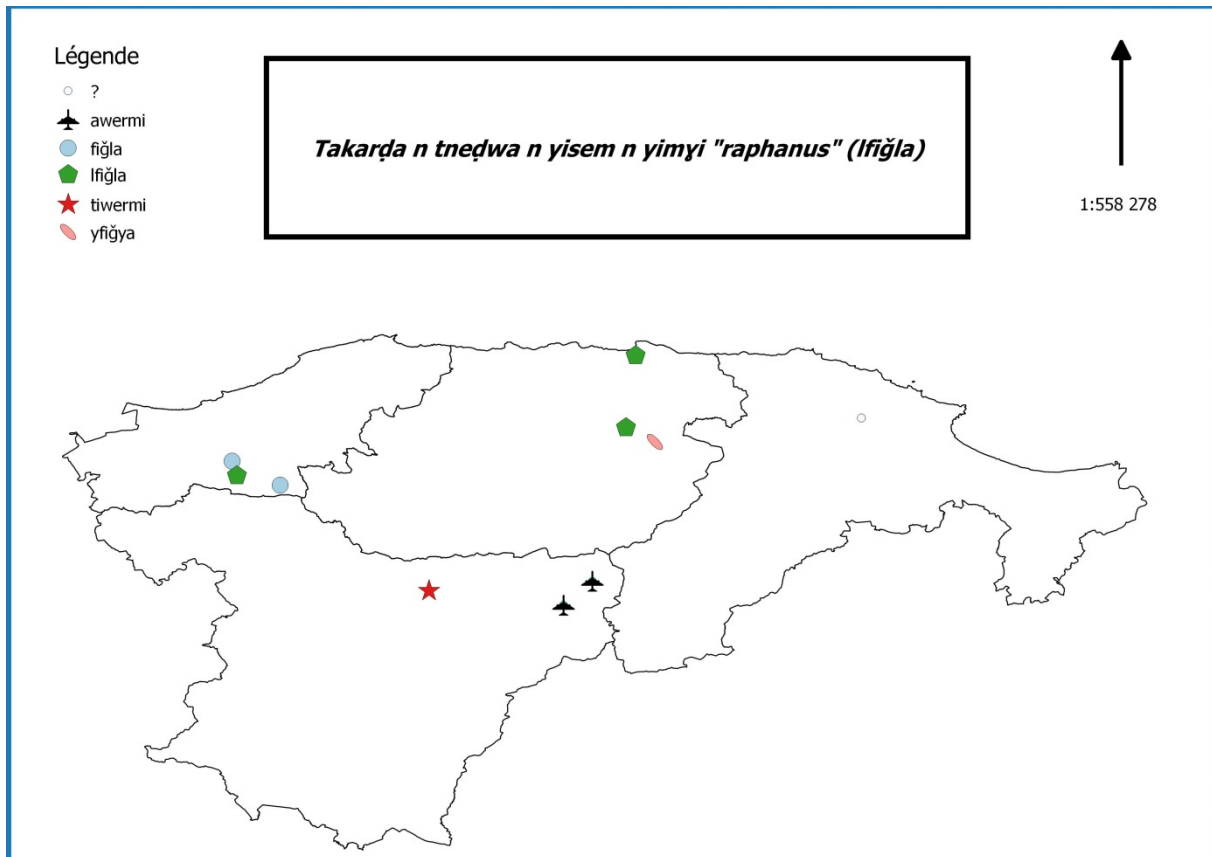 Légende
?
awermi
fiğla
lfiğla
tiwermi
yfiğya
Takarḍa n tneḍwa n yisem n yimɣi "raphanus" (lfiğla)
1:558 278